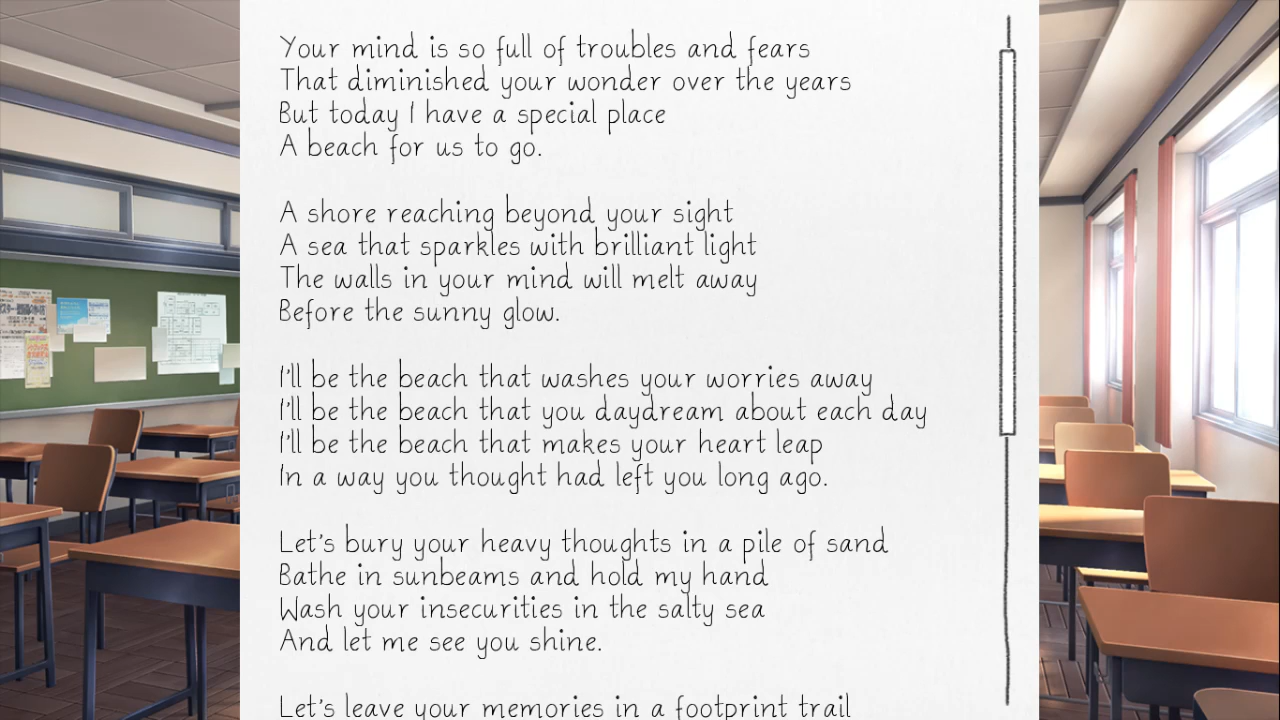 Your mind is so full of troubles and fears
That diminished your wonder over the years
But today I have a special place
A beach for us to go.
A shore reaching beyond your sight
A sea that sparkles with brilliant light
The walls in your mind will melt away
Before the sunny glow.
I'll be the beach that washes your worries away
I'll be the beach that you daydream about each day
I'll be the beach that makes your heart leap
In a way you thought had left you long ago.
Let's bury your heavy thoughts in a pile of sand
Bathe in sunbeams and hold my hand
Wash your insecurities in the salty sea
And let me see you shine.
Let's leave your memories in a footprint trail